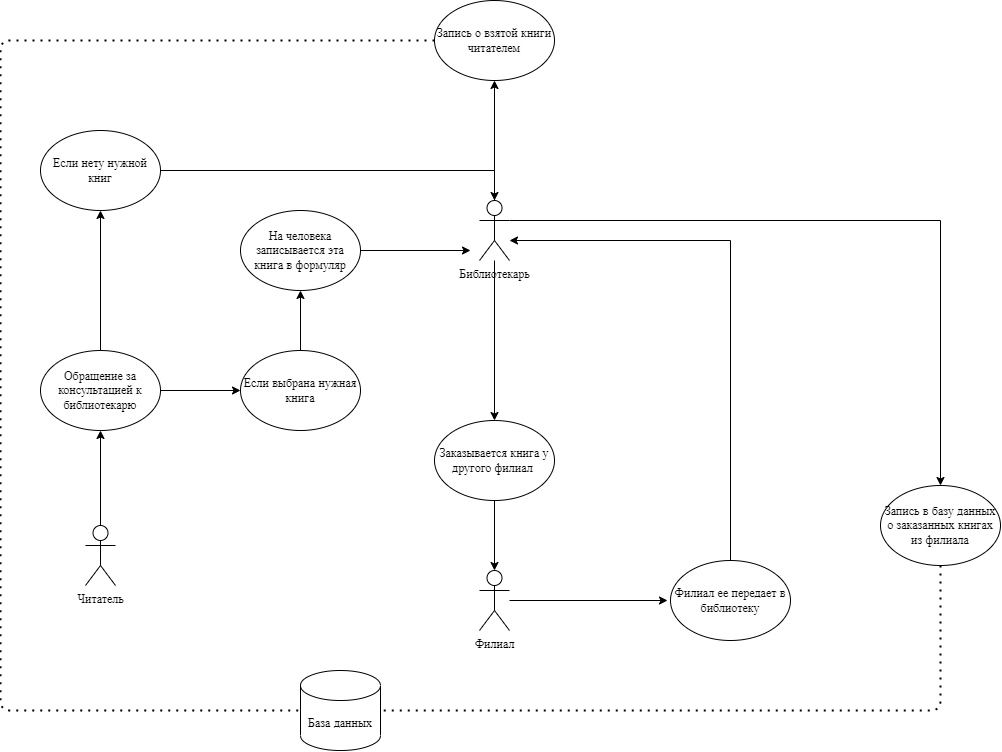 Запись о взятой книги
читателем
Если нету нужной
книг
На человека
записывается эта
книга в формуляр
Библиотекарь
Обращение за
консультацией к
библиотекарю
Если выбрана нужная
книга
Заказывается книга у
другого филиал
Запись в базу данных
о заказанных книгах
из филиала
Читатель
Филиал ее передает в
библиотеку
Филиал
База данных